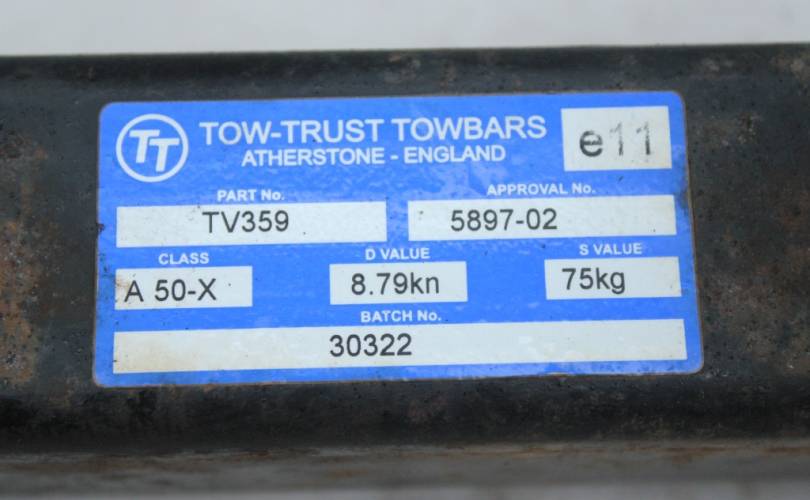 TT TOW-TRUST TOWBARS e11
ATHERSTONE - ENGLAND
PART No. APPROVAL No.
TV359 5897-02
CLASS D VALUE S VALUE
A 50-X 8.79kn 75kg
BATCH No.
30322